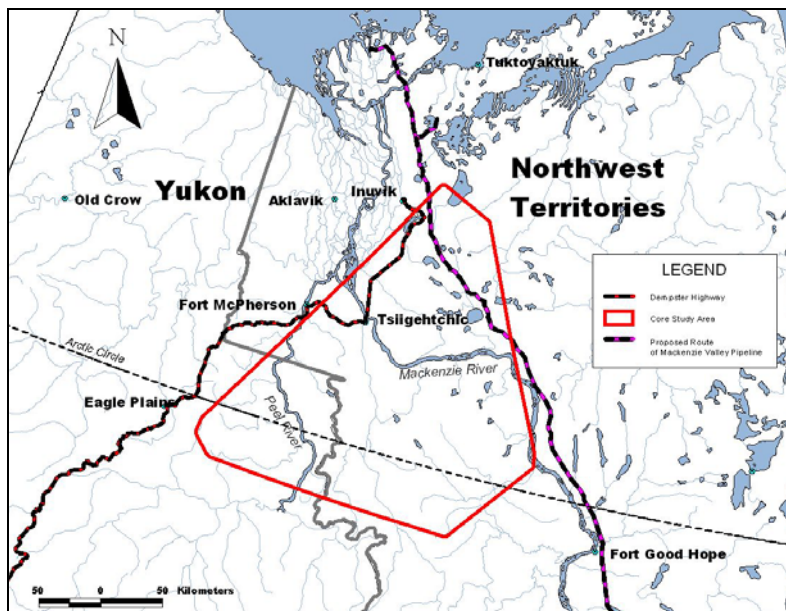 N
Tuktoyaktuk
Northwest
Territories
Yukon
Old Crow
Aklavik
Inuvik
LEGEND
Dempster Highway
Core Study Area
Proposed Route
of Mackenzie Valley Pipeline
Fort McPherson
Tsiigehtchic
Arctic Circle
Mackenzie River
Eagle Plains
Peel River
Fort Good Hope
50 0 50 Kilometers